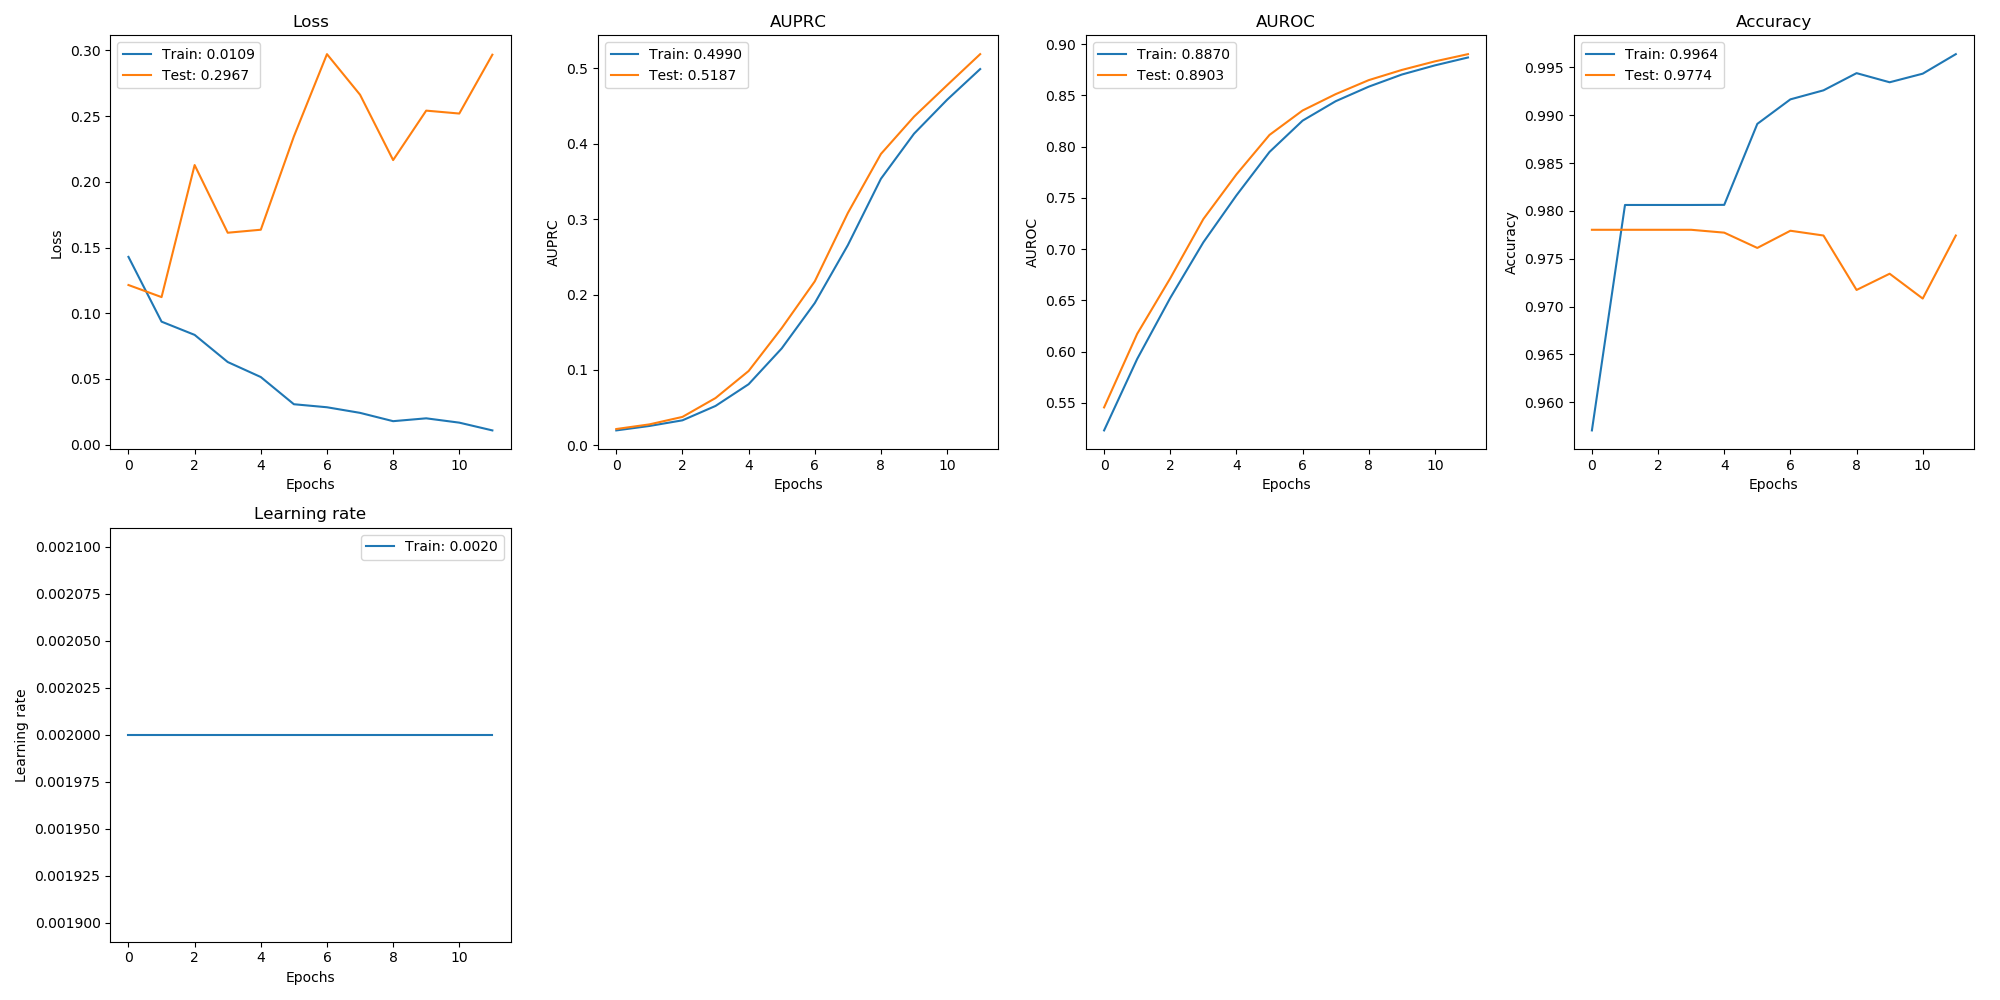 Loss
Train: 0.0109
Test: 0.2967
0.30
0.25
0.20
0.15
0.10
0.05
0.00
Loss
0 2 4 6 8 10
Epochs
AUPRC
Train: 0.4990
Test: 0.5187
0.5
0.4
0.3
0.2
0.1
0.0
AUPRC
0 2 4 6 8 10
Epochs
AUROC
Train: 0.8870
Test: 0.8903
0.90
0.85
0.80
0.75
0.70
0.65
0.60
0.55
AUROC
0 2 4 6 8 10
Epochs
Accuracy
Train: 0.9964
Test: 0.9774
0.995
0.990
0.985
0.980
0.975
0.970
0.965
0.960
Accuracy
0 2 4 6 8 10
Epochs
Learning rate
Train: 0.0020
0.002100
0.002075
0.002050
0.002025
0.002000
0.001975
0.001950
0.001925
0.001900
Learning rate
0 2 4 6 8 10
Epochs